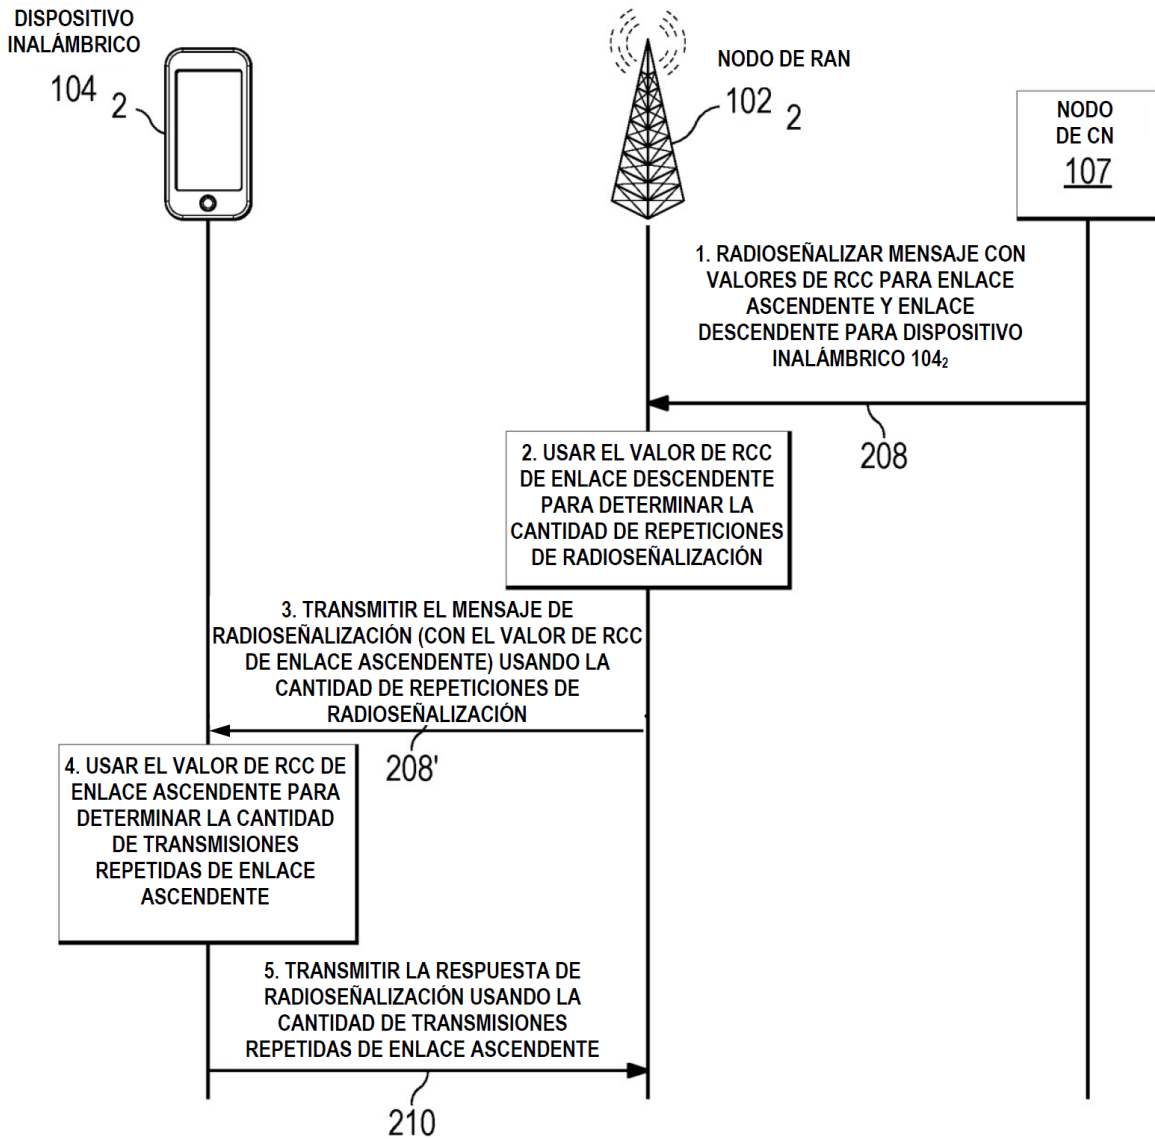 DISPOSITIVO
INALÁMBRICO
104 2
NODO DE RAN
102 2
NODO
DE CN
107
1. RADIOSEÑALIZAR MENSAJE CON
VALORES DE RCC PARA ENLACE
ASCENDENTE Y ENLACE
DESCENDENTE PARA DISPOSITIVO
INALÁMBRICO 104₂
208
2. USAR EL VALOR DE RCC
DE ENLACE DESCENDENTE
PARA DETERMINAR LA
CANTIDAD DE REPETICIONES
DE RADIOSEÑALIZACIÓN
3. TRANSMITIR EL MENSAJE DE
RADIOSEÑALIZACIÓN (CON EL VALOR DE RCC
DE ENLACE ASCENDENTE) USANDO LA
CANTIDAD DE REPETICIONES DE
RADIOSEÑALIZACIÓN
208'
4. USAR EL VALOR DE RCC DE
ENLACE ASCENDENTE PARA
DETERMINAR LA CANTIDAD
DE TRANSMISIONES
REPETIDAS DE ENLACE
ASCENDENTE
5. TRANSMITIR LA RESPUESTA DE
RADIOSEÑALIZACIÓN USANDO LA
CANTIDAD DE TRANSMISIONES
REPETIDAS DE ENLACE ASCENDENTE
210